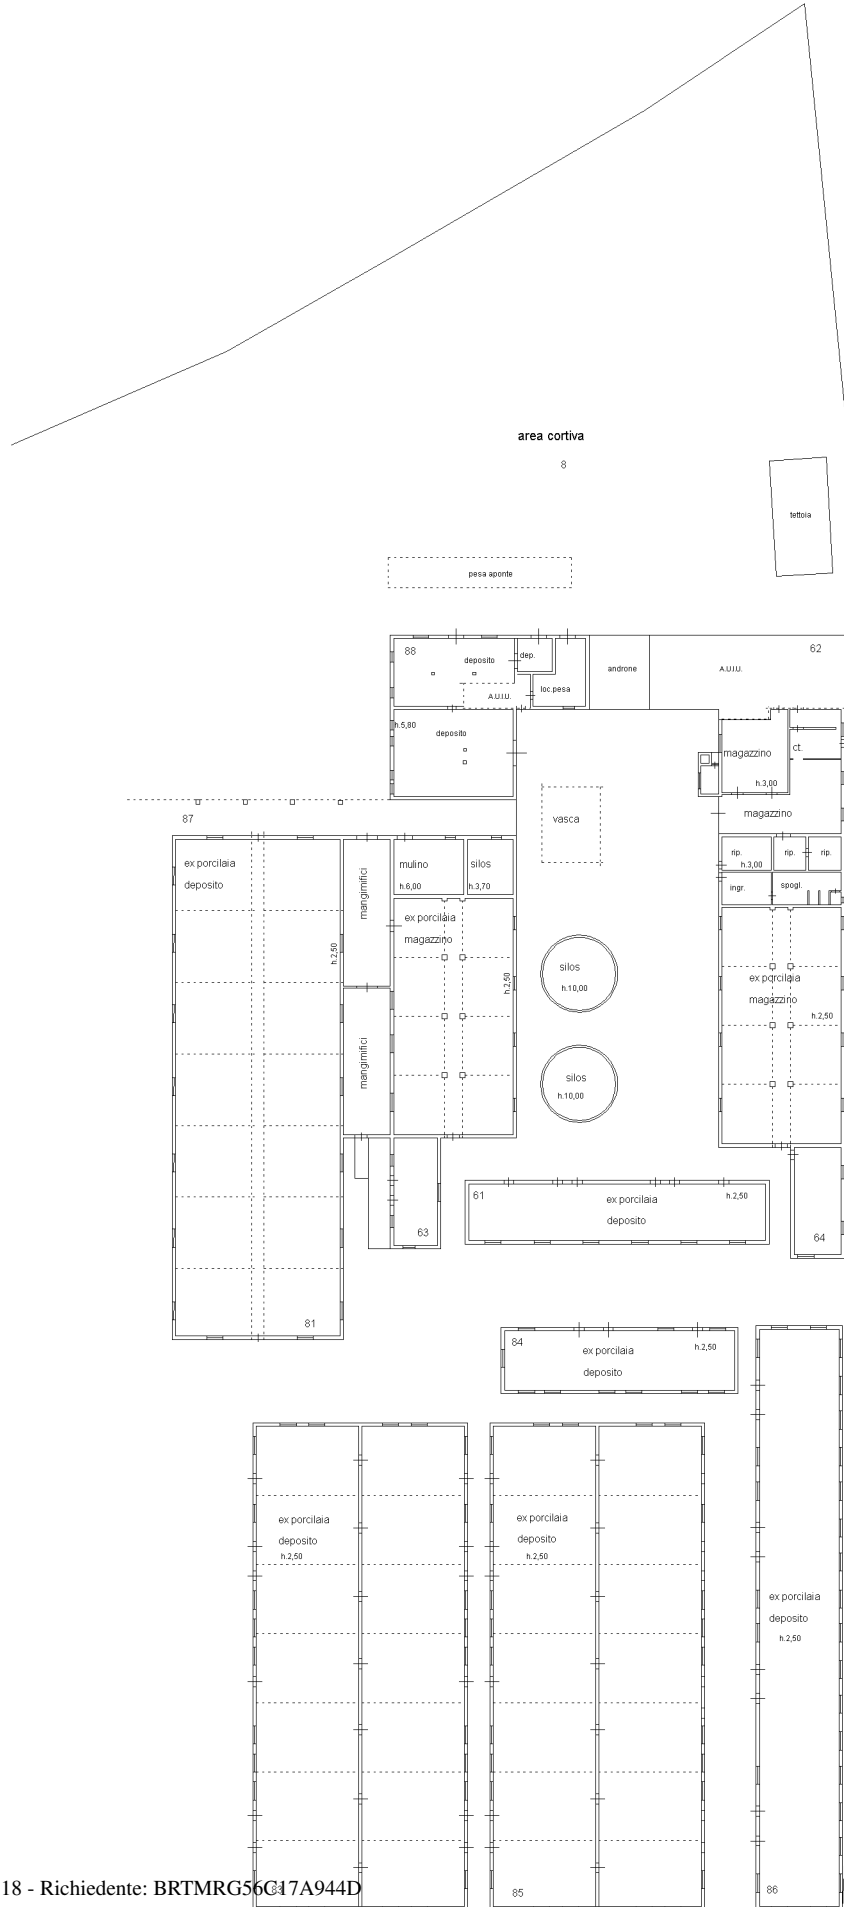 area cortiva
8
tettoia
pesa aponte
88
deposito
dep.
androne
A.U.I.U.
62
A.U.I.U.
loc.pesa
h.5,80
deposito
magazzino
ct.
h.3,00
magazzino
87
vasca
ex porcilaia
deposito
mangimifici
mulino
h.6,00
silos
h.3,70
rip.
h.3,00
rip.
rip.
ingr.
spogl.
ex porcilaia
magazzino
h.2,50
h.2,50
silos
h.10,00
ex porcilaia
magazzino
h.2,50
mangimifici
silos
h.10,00
61
ex porcilaia
deposito
h.2,50
63
64
81
84
ex porcilaia
deposito
h.2,50
ex porcilaia
deposito
h.2,50
ex porcilaia
deposito
h.2,50
ex porcilaia
deposito
h.2,50
18 - Richiedente: BRTMRG56C17A944D
83
85
86